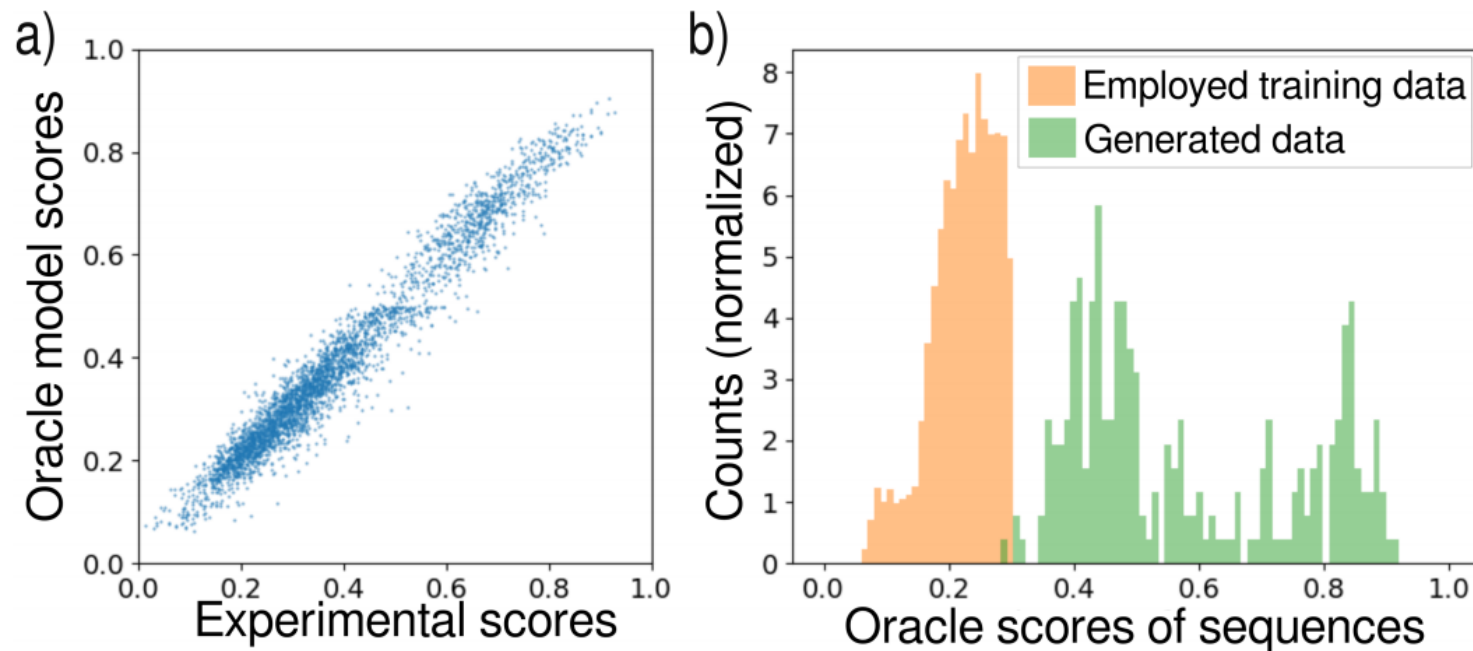 a)
1.0
0.8
0.6
0.4
0.2
0.0
Oracle model scores
0.0 0.2 0.4 0.6 0.8 1.0
Experimental scores
b)
8
7
6
5
4
3
2
1
0
Counts (normalized)
Employed training data
Generated data
0.0 0.2 0.4 0.6 0.8 1.0
Oracle scores of sequences